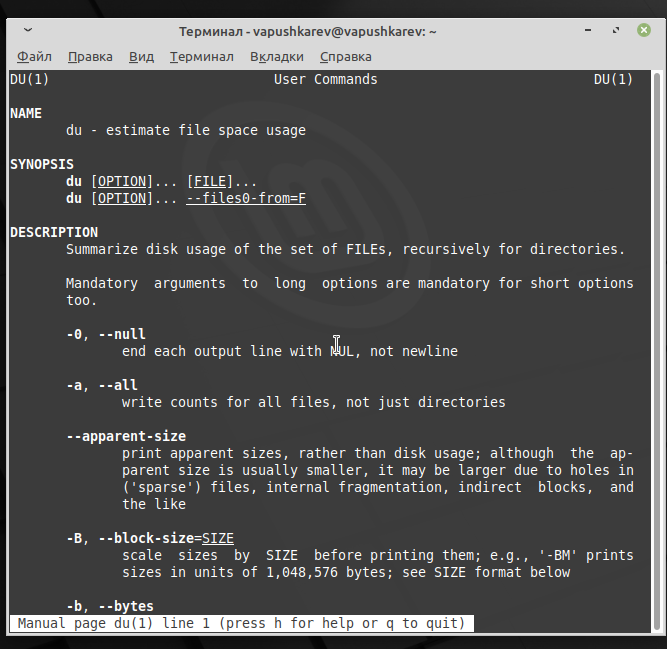 Терминал - vapushkarev@vapushkarev: ~
Файл Правка Вид Терминал Вкладки Справка
DU(1) User Commands DU(1)
NAME
du - estimate file space usage
SYNOPSIS
du [OPTION]... [FILE]...
du [OPTION]... --files0-from=F
DESCRIPTION
Summarize disk usage of the set of FILEs, recursively for directories.
Mandatory arguments to long options are mandatory for short options
too.
-0, --null
end each output line with NUL, not newline
-a, --all
write counts for all files, not just directories
--apparent-size
print apparent sizes, rather than disk usage; although the ap-
parent size is usually smaller, it may be larger due to holes in
('sparse') files, internal fragmentation, indirect blocks, and
the like
-B, --block-size=SIZE
scale sizes by SIZE before printing them; e.g., '-BM' prints
sizes in units of 1,048,576 bytes; see SIZE format below
-b, --bytes
Manual page du(1) line 1 (press h for help or q to quit)